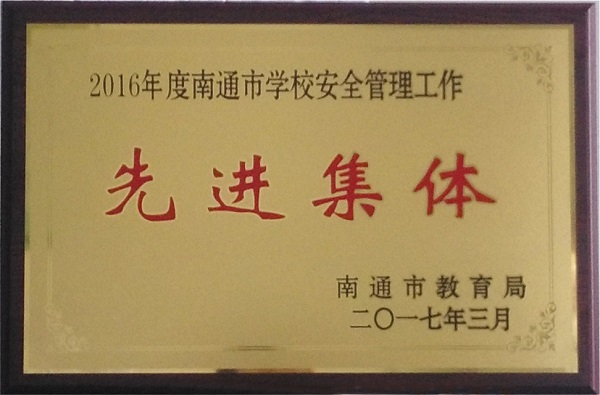 2016年度南通市学校安全管理工作
先进集体
南通市教育局
二〇一七年三月